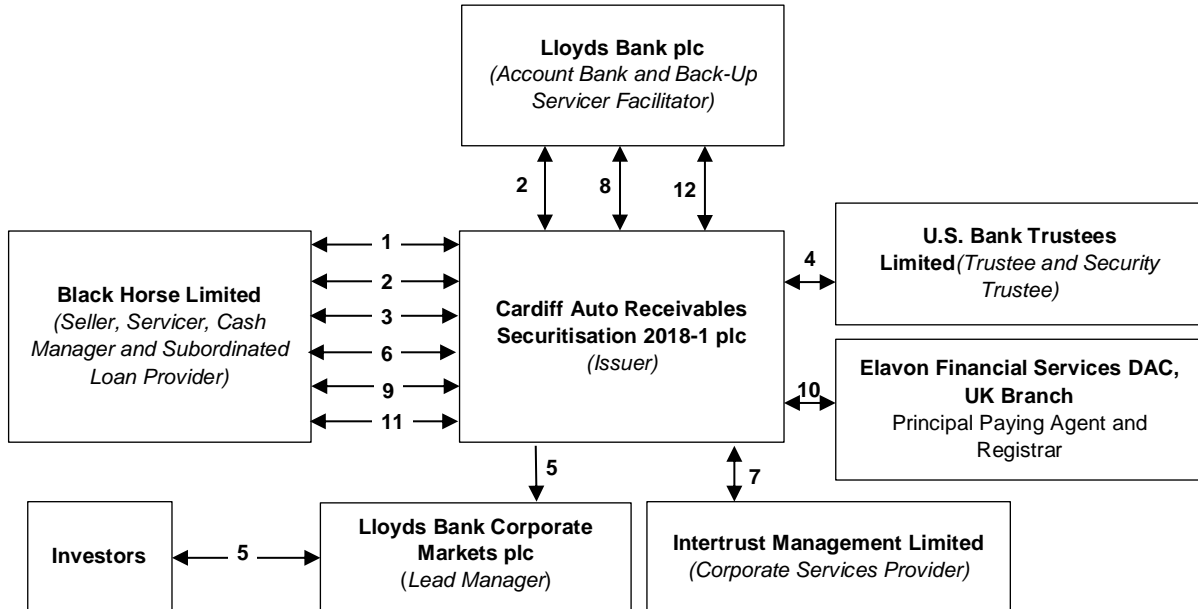 Lloyds Bank plc
(Account Bank and Back-Up
Servicer Facilitator)
2
8
12
1
2
3
6
9
11
Black Horse Limited
(Seller, Servicer, Cash
Manager and Subordinated
Loan Provider)
Cardiff Auto Receivables
Securitisation 2018-1 plc
(Issuer)
4
U.S. Bank Trustees
Limited(Trustee and Security
Trustee)
10
Elavon Financial Services DAC,
UK Branch
Principal Paying Agent and
Registrar
5
7
Investors
5
Lloyds Bank Corporate
Markets plc
(Lead Manager)
Intertrust Management Limited
(Corporate Services Provider)